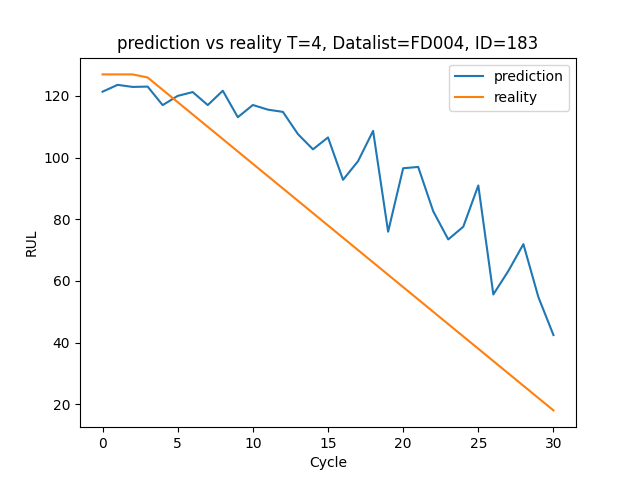 prediction vs reality T=4, Datalist=FD004, ID=183
prediction
reality
RUL
120
100
80
60
40
20
0 5 10 15 20 25 30
Cycle